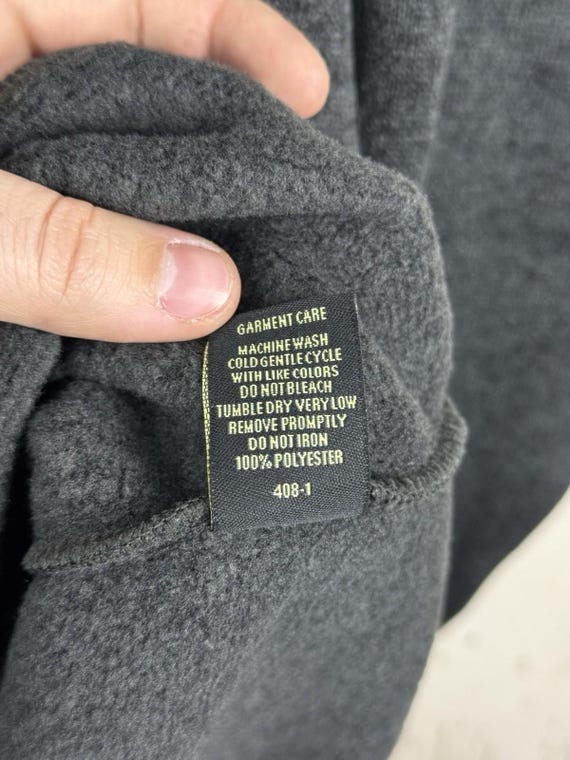 GARMENT CARE
MACHINE WASH
COLD GENTLE CYCLE
WITH LIKE COLORS
DO NOT BLEACH
TUMBLE DRY VERY LOW
REMOVE PROMPTLY
DO NOT IRON
100% POLYESTER
408-1